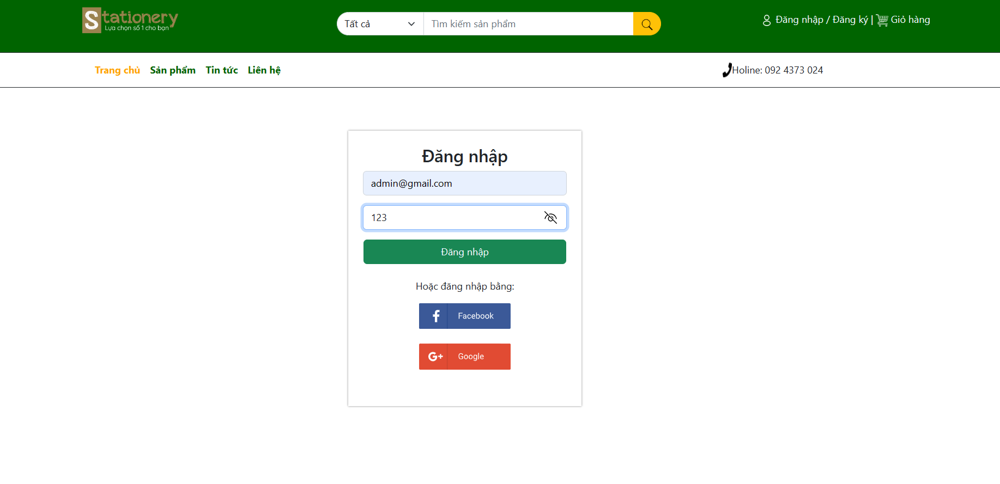 Stationery
Lựa chọn số 1 cho bạn
Tất cả
Tìm kiếm sản phẩm
Đăng nhập / Đăng ký | Giỏ hàng
Trang chủ Sản phẩm Tin tức Liên hệ
Holine: 092 4373 024
Đăng nhập
admin@gmail.com
123
Đăng nhập
Hoặc đăng nhập bằng:
f Facebook
G+ Google